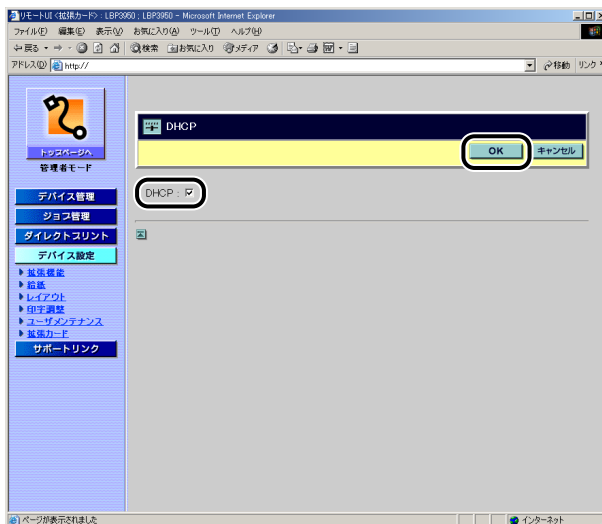 リモートUI <拡張カード> : LBP3950 ; LBP3950 - Microsoft Internet Explorer
ファイル(F) 編集(E) 表示(V) お気に入り(A) ツール(T) ヘルプ(H)
戻る 検索 お気に入り メディア
アドレス(D) http:// 移動 リンク
トップページへ
管理者モード
デバイス管理
ジョブ管理
ダイレクトプリント
デバイス設定
拡張機能
給紙
レイアウト
印字調整
ユーザメンテナンス
拡張カード
サポートリンク
DHCP
OK キャンセル
DHCP :
ページが表示されました インターネット